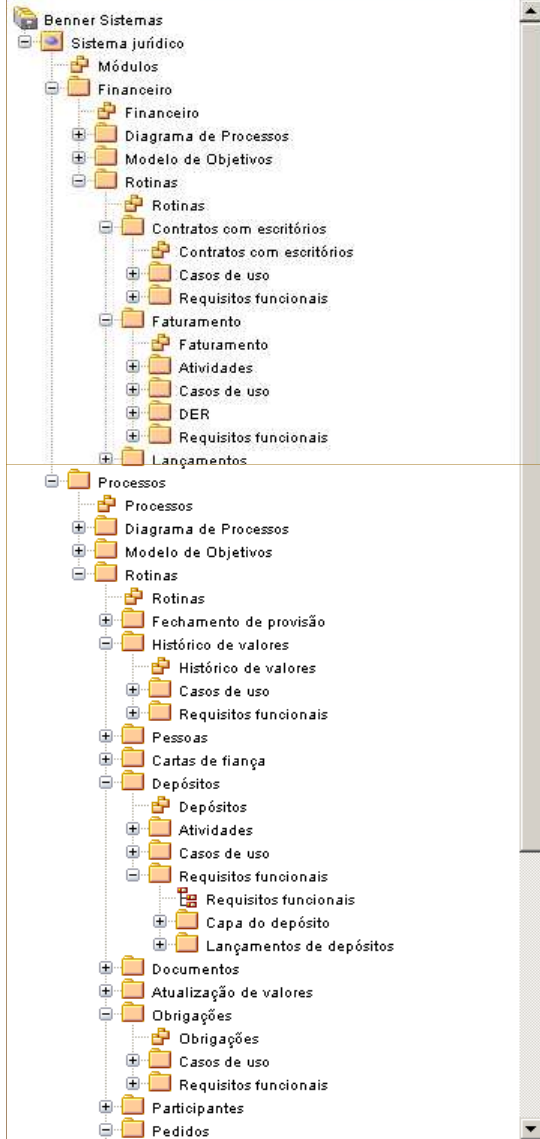 Benner Sistemas
Sistema jurídico
Módulos
Financeiro
Financeiro
Diagrama de Processos
Modelo de Objetivos
Rotinas
Rotinas
Contratos com escritórios
Contratos com escritórios
Casos de uso
Requisitos funcionais
Faturamento
Faturamento
Atividades
Casos de uso
DER
Requisitos funcionais
Lançamentos
Processos
Processos
Diagrama de Processos
Modelo de Objetivos
Rotinas
Rotinas
Fechamento de provisão
Histórico de valores
Histórico de valores
Casos de uso
Requisitos funcionais
Pessoas
Cartas de fiança
Depósitos
Depósitos
Atividades
Casos de uso
Requisitos funcionais
Requisitos funcionais
Capa do depósito
Lançamentos de depósitos
Documentos
Atualização de valores
Obrigações
Obrigações
Casos de uso
Requisitos funcionais
Participantes
Pedidos